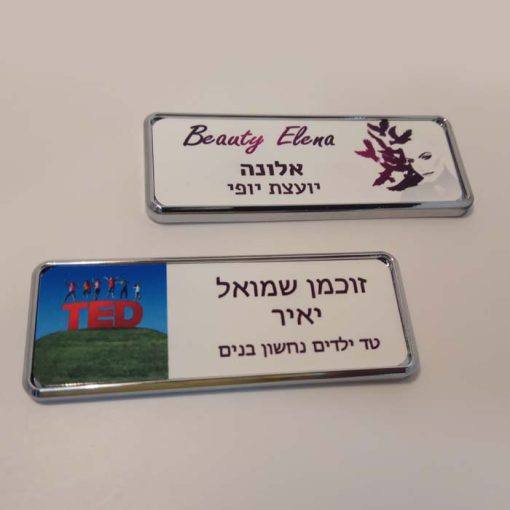 Beauty Elena
אלונה
יועצת יופי
TED
זוכמן שמואל
יאיר
טד ילדים נחשון בנים